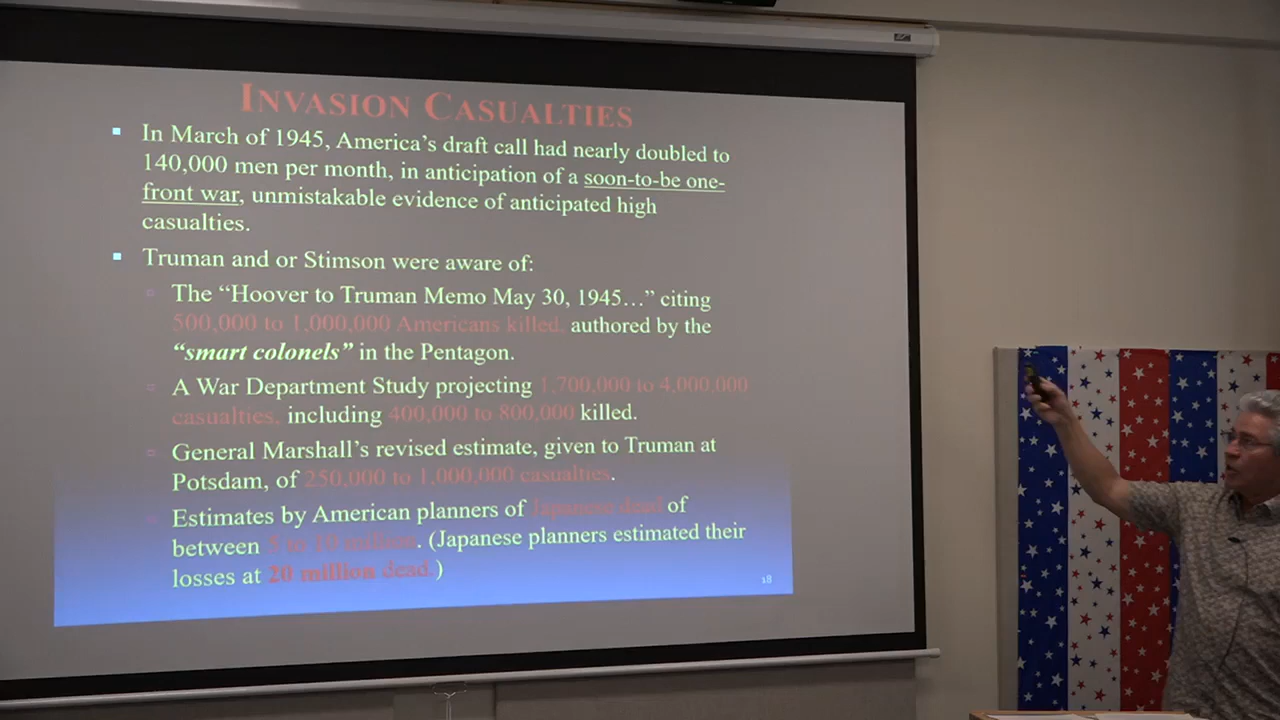 INVASION CASUALTIES
In March of 1945, America's draft call had nearly doubled to
140,000 men per month, in anticipation of a soon-to-be one-
front war, unmistakable evidence of anticipated high
casualties.
Truman and or Stimson were aware of:
The "Hoover to Truman Memo May 30, 1945…" citing
500,000 to 1,000,000 Americans killed, authored by the
"smart colonels" in the Pentagon.
A War Department Study projecting 1,700,000 to 4,000,000
casualties, including 400,000 to 800,000 killed.
General Marshall's revised estimate, given to Truman at
Potsdam, of 250,000 to 1,000,000 casualties.
Estimates by American planners of Japanese dead of
between 5 to 10 million. (Japanese planners estimated their
losses at 20 million dead.)
18